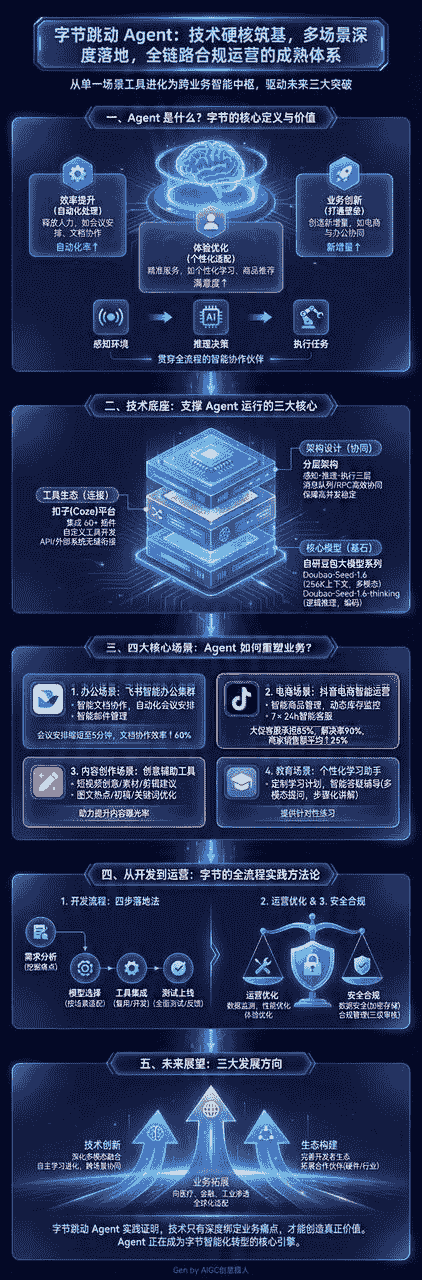 字节跳动 Agent：技术硬核筑基，多场景深
度落地，全链路合规运营的成熟体系
从单一场景工具进化为跨业务智能中枢，驱动未来三大突破
一、Agent 是什么？字节的核心定义与价值
效率提升
（自动化处理）
释放人力，如会议安
排、文档协作
自动化率↑
业务创新
（打通壁垒）
创造新增量，如电商
与办公协同
新增量↑
体验优化
（个性化适配）
精准服务，如个性化学习、商品推荐
满意度↑
AI
感知环境
推理决策
执行任务
贯穿全流程的智能协作伙伴
二、技术底座：支撑 Agent 运行的三大核心
架构设计（协同）
分层架构
感知-推理-执行三层
消息队列/RPC高效协同
保障高并发稳定
工具生态（连接）
扣子(Coze)平台
集成 60+ 插件
自定义工具开发
API/外部系统无缝衔接
核心模型（基石）
自研豆包大模型系列
Doubao-Seed-1.6
(256K上下文，多模态)
Doubao-Seed-1.6-thinking
(逻辑推理，编码)
三、四大核心场景：Agent 如何重塑业务？
1. 办公场景：飞书智能办公集群
• 智能文档协作，自动化会议安排
• 智能邮件管理
会议安排缩短至5分钟，文档协作效率↑60%
2. 电商场景：抖音电商智能运营
• 智能商品管理，动态库存监控
• 7×24h智能客服
大促客服承担85%，解决率90%，
商家销售额平均↑25%
3. 内容创作场景：创意辅助工具
• 短视频创意/素材/剪辑建议
• 图文热点/初稿/关键词优化
助力提升内容曝光率
4. 教育场景：个性化学习助手
• 定制学习计划，智能答疑辅导(多
模态提问，步骤化讲解)
提供针对性练习
四、从开发到运营：字节的全流程实践方法论
1. 开发流程：四步落地法
需求分析
(挖掘痛点)
模型选择
(按场景适配)
工具集成
(复用/开发)
测试上线
(全面测试/反馈)
2. 运营优化 & 3. 安全合规
运营优化
数据监测、性能优化
体验优化
安全合规
数据安全(加密存储)
合规管理(三级审核)
五、未来展望：三大发展方向
技术创新
深化多模态融合
自主学习进化，跨场景协同
业务拓展
向医疗、金融、工业渗透
全球化适配
生态构建
完善开发者生态
拓展合作伙伴(硬件/行业)
字节跳动 Agent 实践证明，技术只有深度绑定业务痛点，才能创造真正价值。
Agent 正在成为字节智能化转型的核心引擎。
Gen by AIGC创意猎人